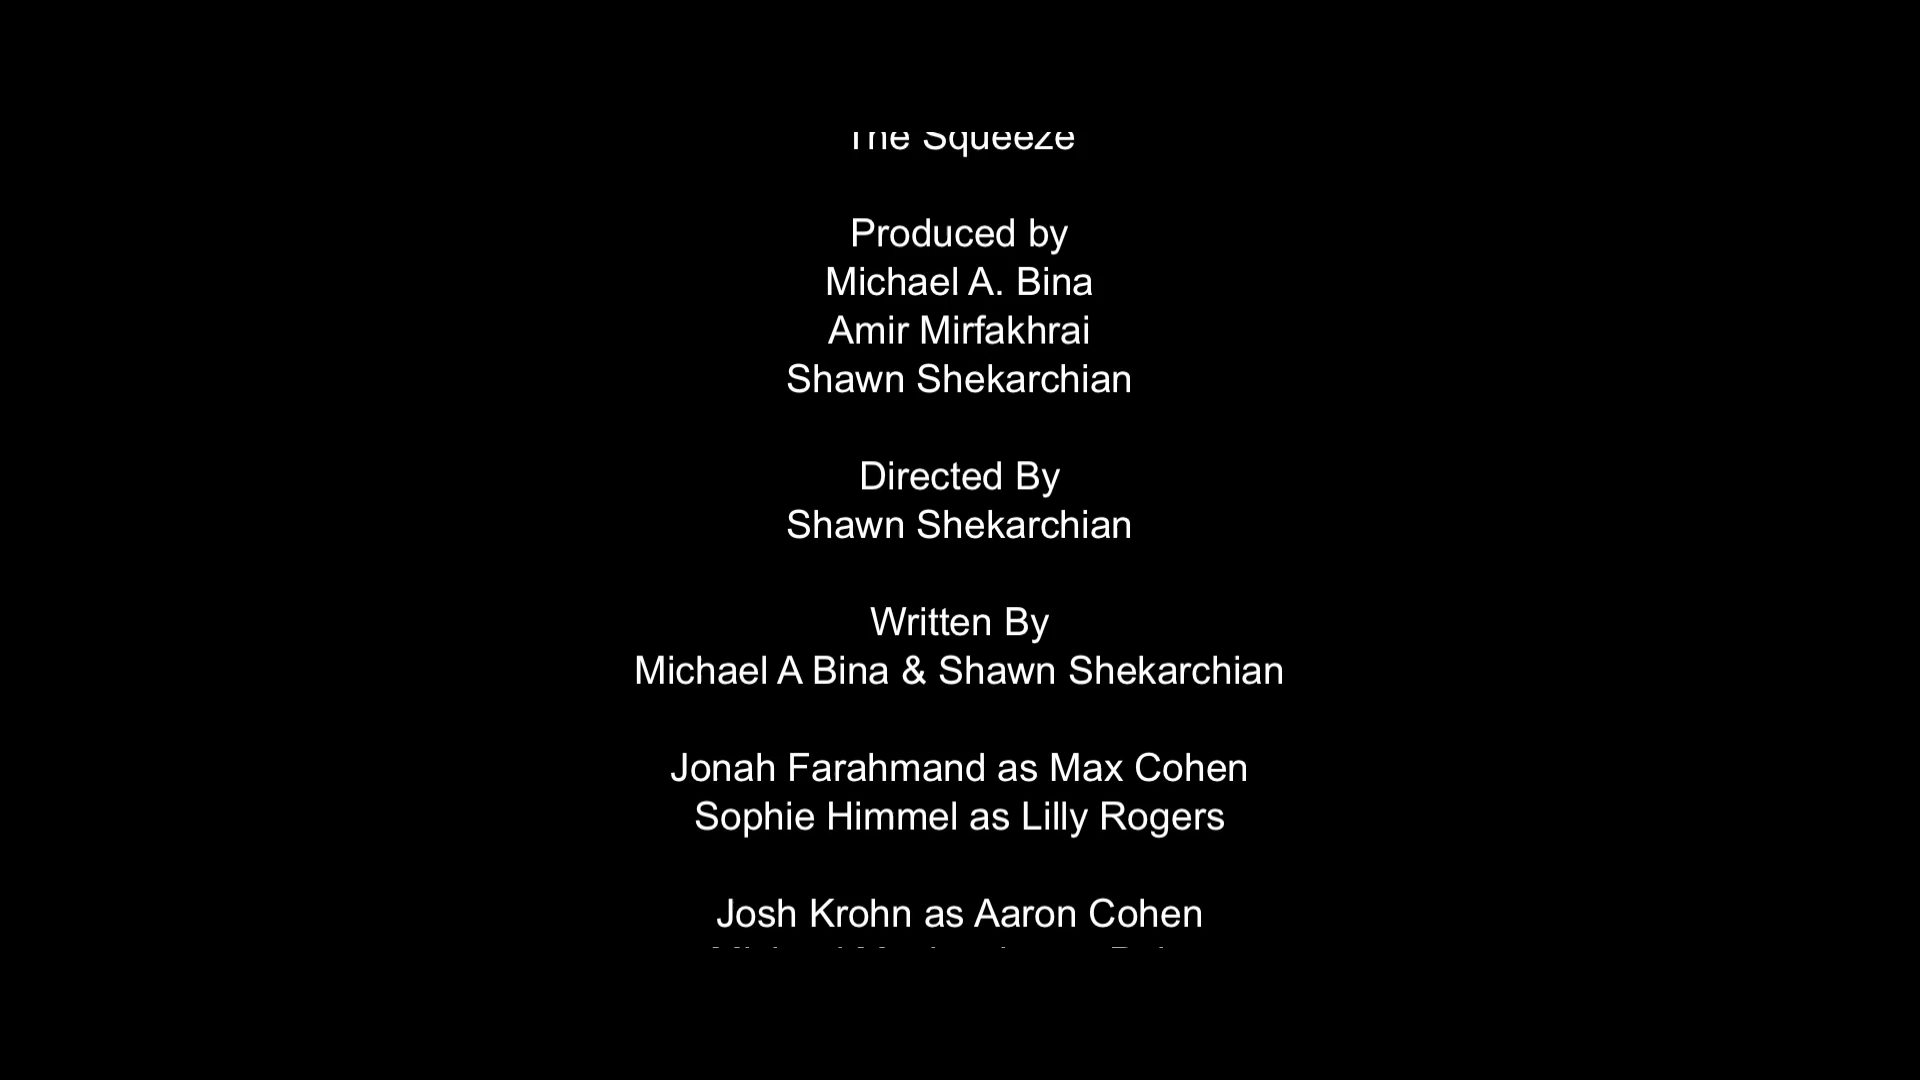 The Squeeze
Produced by
Michael A. Bina
Amir Mirfakhrai
Shawn Shekarchian
Directed By
Shawn Shekarchian
Written By
Michael A Bina & Shawn Shekarchian
Jonah Farahmand as Max Cohen
Sophie Himmel as Lilly Rogers
Josh Krohn as Aaron Cohen